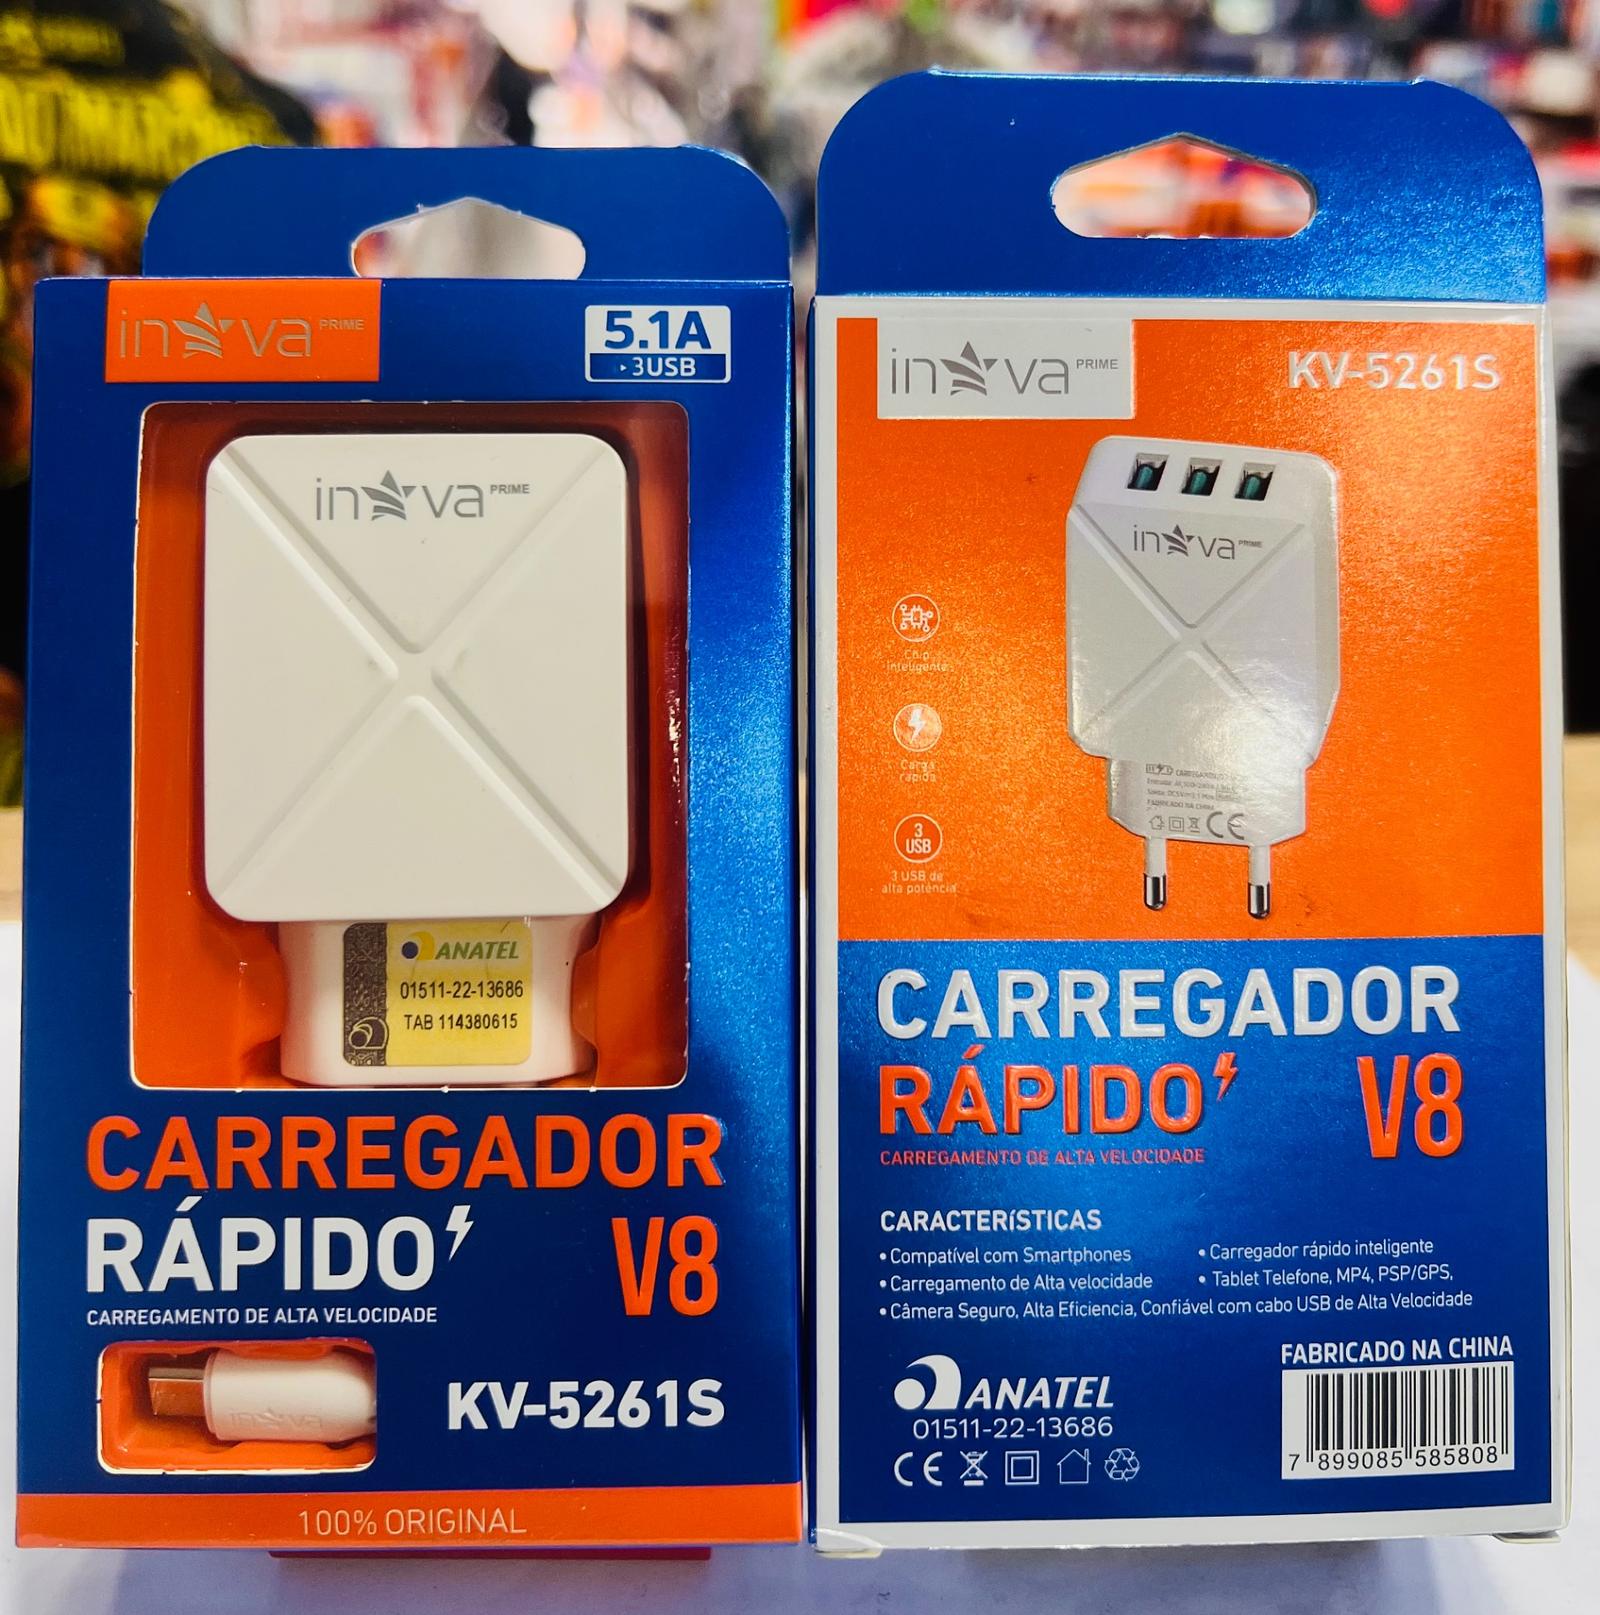 inova PRIME
5.1A
3USB
inova PRIME
ANATEL
01511-22-13686
TAB 114380615
CARREGADOR
RÁPIDO
V8
CARREGAMENTO DE ALTA VELOCIDADE
inova
KV-5261S
100% ORIGINAL
inova PRIME
KV-5261S
inova PRIME
Chip
inteligente
Carga
rápida
3
USB
3 USB de
alta potência
FABRICADO NA CHINA
CE
CARREGADOR
RÁPIDO
V8
CARREGAMENTO DE ALTA VELOCIDADE
CARACTERÍSTICAS
• Compatível com Smartphones
• Carregador rápido inteligente
• Carregamento de Alta velocidade
• Tablet Telefone, MP4, PSP/GPS,
• Câmera Seguro, Alta Eficiencia, Confiável com cabo USB de Alta Velocidade
FABRICADO NA CHINA
ANATEL
01511-22-13686
CE
7 899085 585808